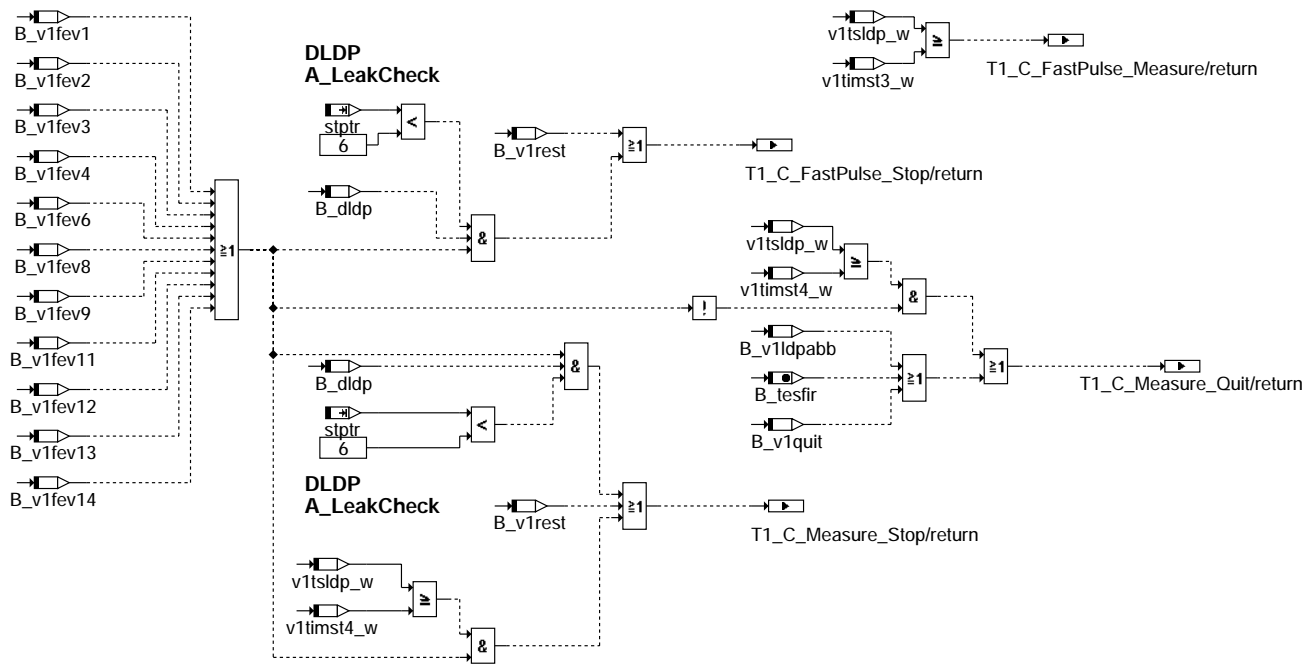 B_v1fev1
B_v1fev2
B_v1fev3
B_v1fev4
B_v1fev6
B_v1fev8
B_v1fev9
B_v1fev11
B_v1fev12
B_v1fev13
B_v1fev14
≥1
DLDP
A_LeakCheck
stptr
6
<
B_dldp
&
B_v1rest
≥1
T1_C_FastPulse_Stop/return
v1tsldp_w
v1timst3_w
≥
T1_C_FastPulse_Measure/return
v1tsldp_w
v1timst4_w
≥
!
&
B_v1ldpabb
B_tesfir
B_v1quit
≥1
≥1
T1_C_Measure_Quit/return
B_dldp
&
stptr
6
<
DLDP
A_LeakCheck
B_v1rest
≥1
T1_C_Measure_Stop/return
v1tsldp_w
v1timst4_w
≥
&